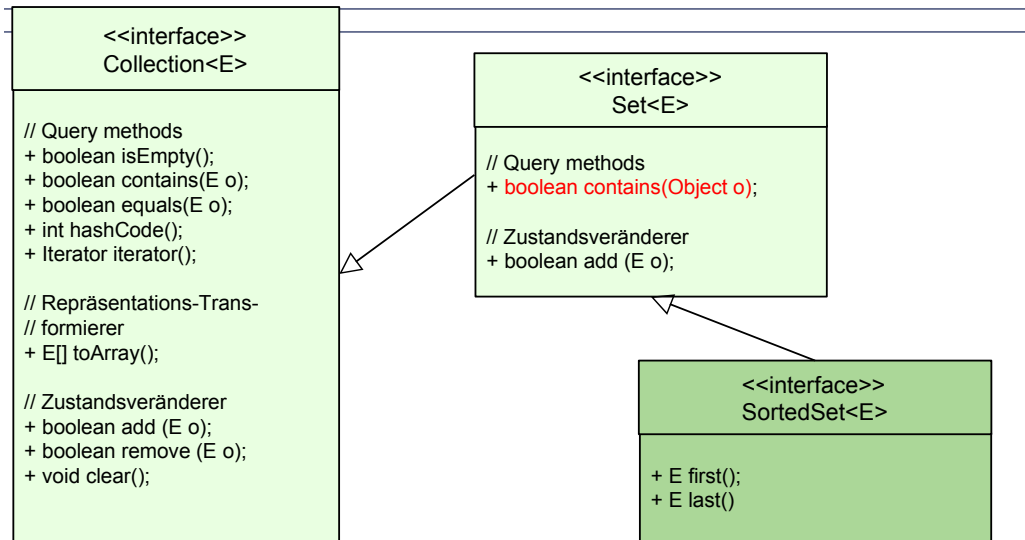 <<interface>>
Collection<E>
// Query methods
+ boolean isEmpty();
+ boolean contains(E o);
+ boolean equals(E o);
+ int hashCode();
+ Iterator iterator();
// Repräsentations-Trans-
// formierer
+ E[] toArray();
// Zustandsveränderer
+ boolean add (E o);
+ boolean remove (E o);
+ void clear();
<<interface>>
Set<E>
// Query methods
+ boolean contains(Object o);
// Zustandsveränderer
+ boolean add (E o);
<<interface>>
SortedSet<E>
+ E first();
+ E last()